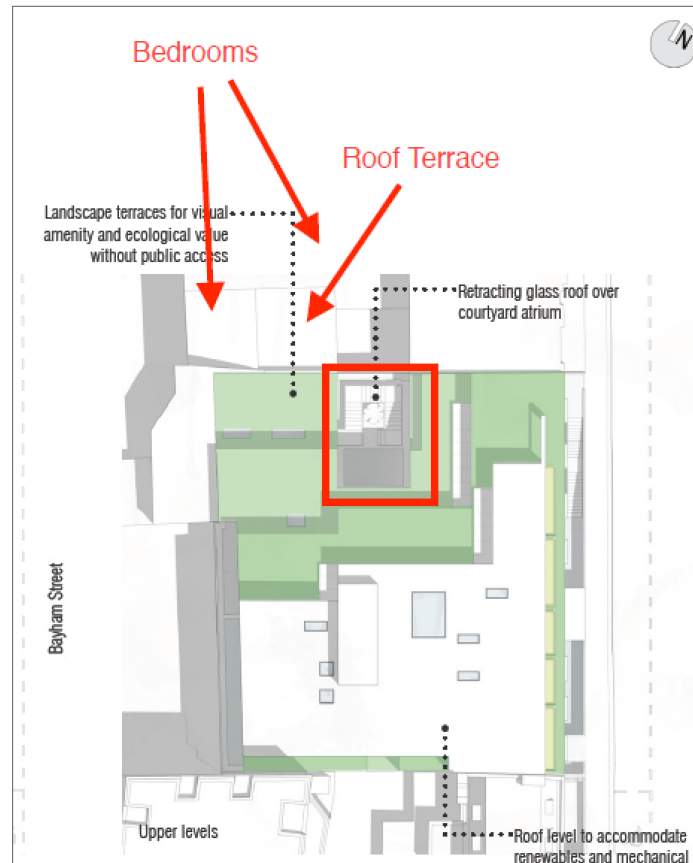 N
Bedrooms
Roof Terrace
Landscape terraces for visual
amenity and ecological value
without public access
Retracting glass roof over
courtyard atrium
Bayham Street
Upper levels
Roof level to accommodate
renewables and mechanical